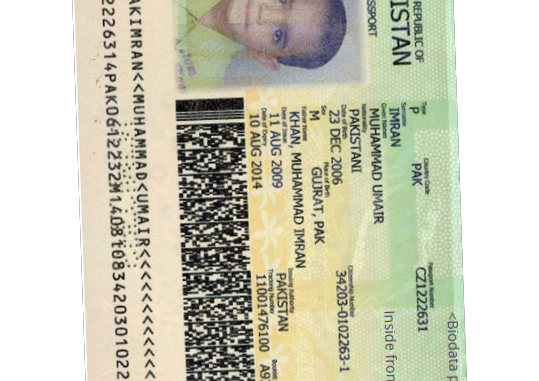 REPUBLIC OF
ISTAN
SSPORT
Type
P
Country Code
PAK
Passport Number
CZ1222631
Surname
IMRAN
Given Names
MUHAMMAD UMAIR
Nationality
PAKISTANI
Date of Birth
23 DEC 2006
Citizenship Number
34203-0102263-1
Sex
M
Place of Birth
GUJRAT, PAK
Father Name
KHAN, MUHAMMAD IMRAN
Date of Issue
11 AUG 2009
Issuing Authority
PAKISTAN
Date of Expiry
10 AUG 2014
Tracking Number
11001476100
Booklet
A9
<Biodata p
Inside fron
AKIMRAN<<MUHAMMAD<UMAIR<<<<<<<<<<<<
2226314PAK0612232M14081083420301022